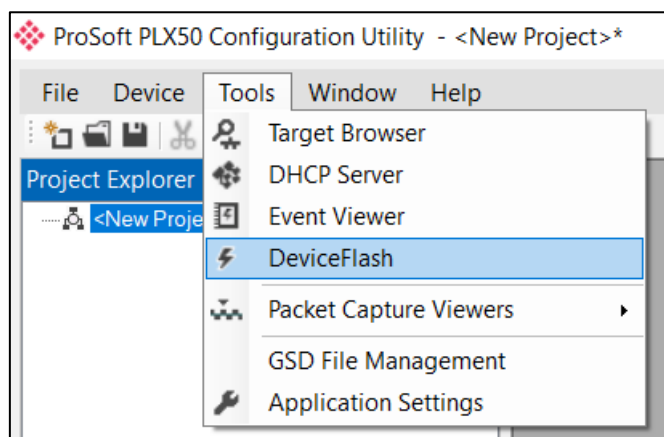 ProSoft PLX50 Configuration Utility - <New Project>*
File Device Tools Window Help
Target Browser
Project Explorer
DHCP Server
<New Proje
Event Viewer
DeviceFlash
Packet Capture Viewers
GSD File Management
Application Settings